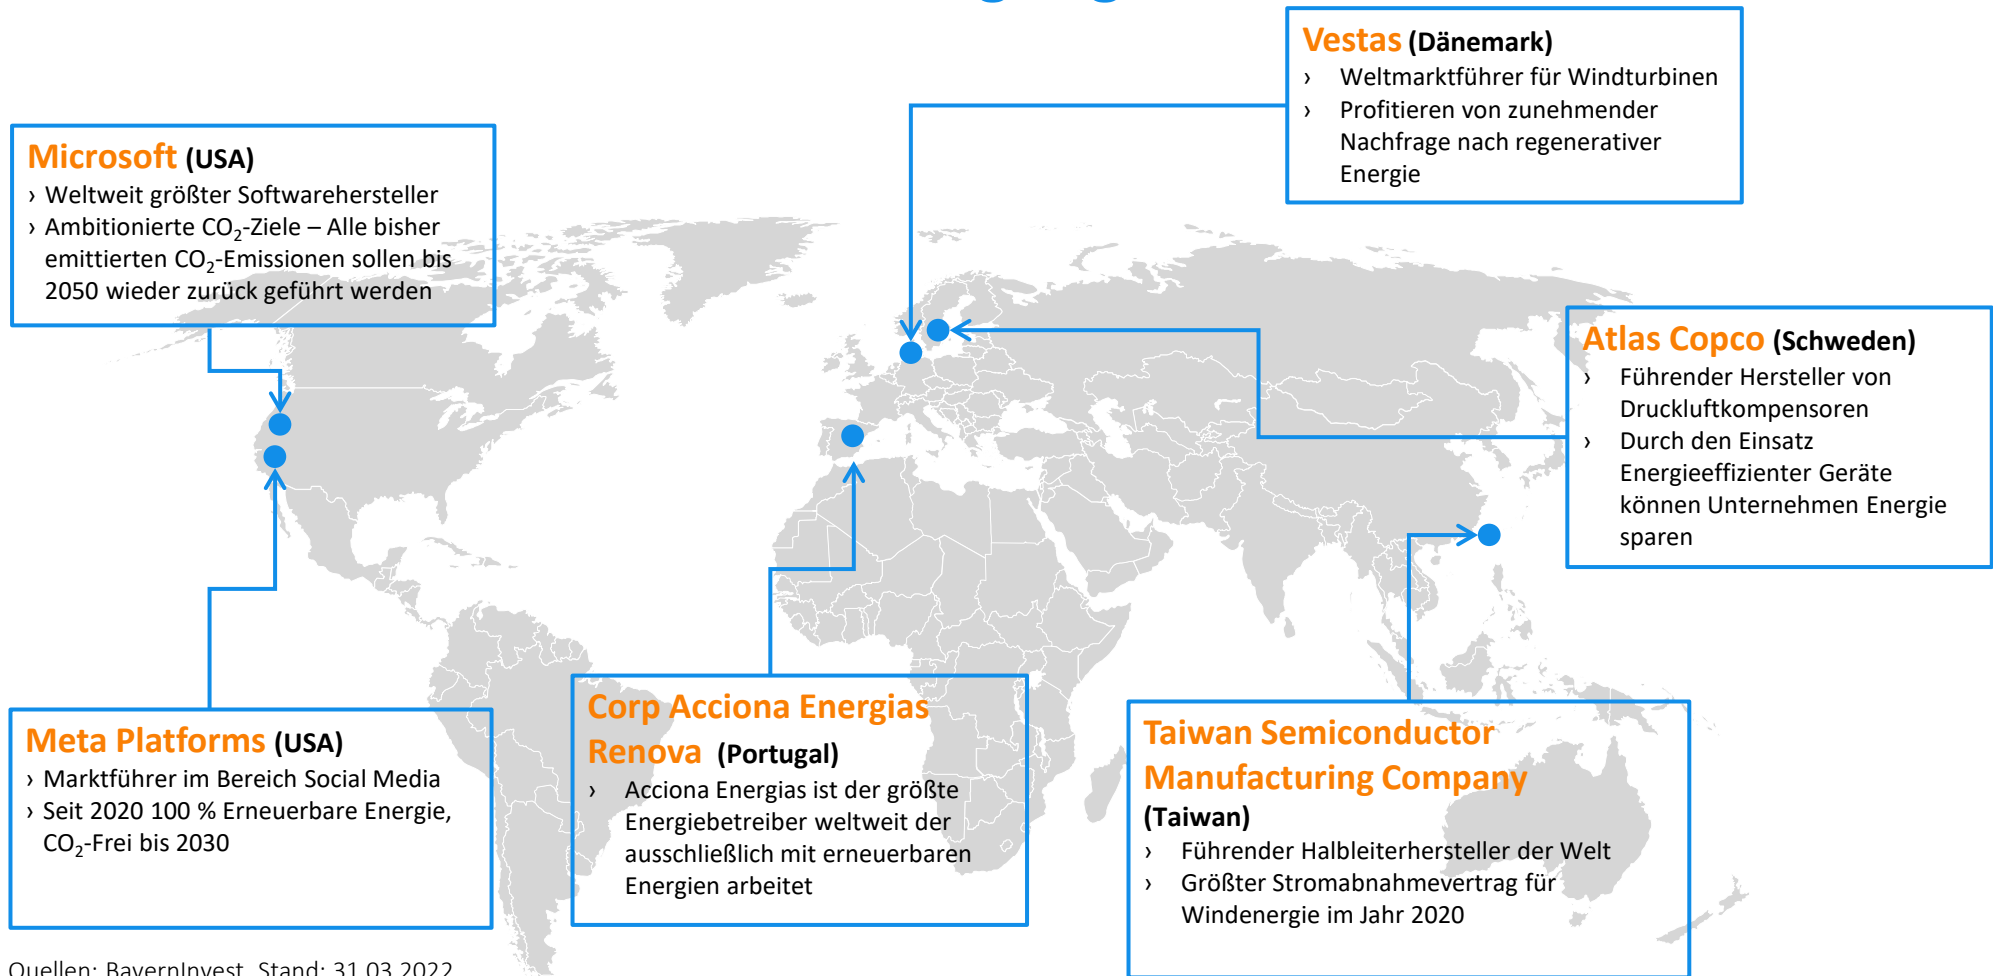 Vestas (Dänemark)
› Weltmarktführer für Windturbinen
› Profitieren von zunehmender
Nachfrage nach regenerativer
Energie
Microsoft (USA)
› Weltweit größter Softwarehersteller
› Ambitionierte CO₂-Ziele – Alle bisher
emittierten CO₂-Emissionen sollen bis
2050 wieder zurück geführt werden
Atlas Copco (Schweden)
› Führender Hersteller von
Druckluftkompensoren
› Durch den Einsatz
Energieeffizienter Geräte
können Unternehmen Energie
sparen
Meta Platforms (USA)
› Marktführer im Bereich Social Media
› Seit 2020 100 % Erneuerbare Energie,
CO₂-Frei bis 2030
Corp Acciona Energias
Renova (Portugal)
› Acciona Energias ist der größte
Energiebetreiber weltweit der
ausschließlich mit erneuerbaren
Energien arbeitet
Taiwan Semiconductor
Manufacturing Company
(Taiwan)
› Führender Halbleiterhersteller der Welt
› Größter Stromabnahmevertrag für
Windenergie im Jahr 2020
Quellen: BayernInvest, Stand: 31.03.2022